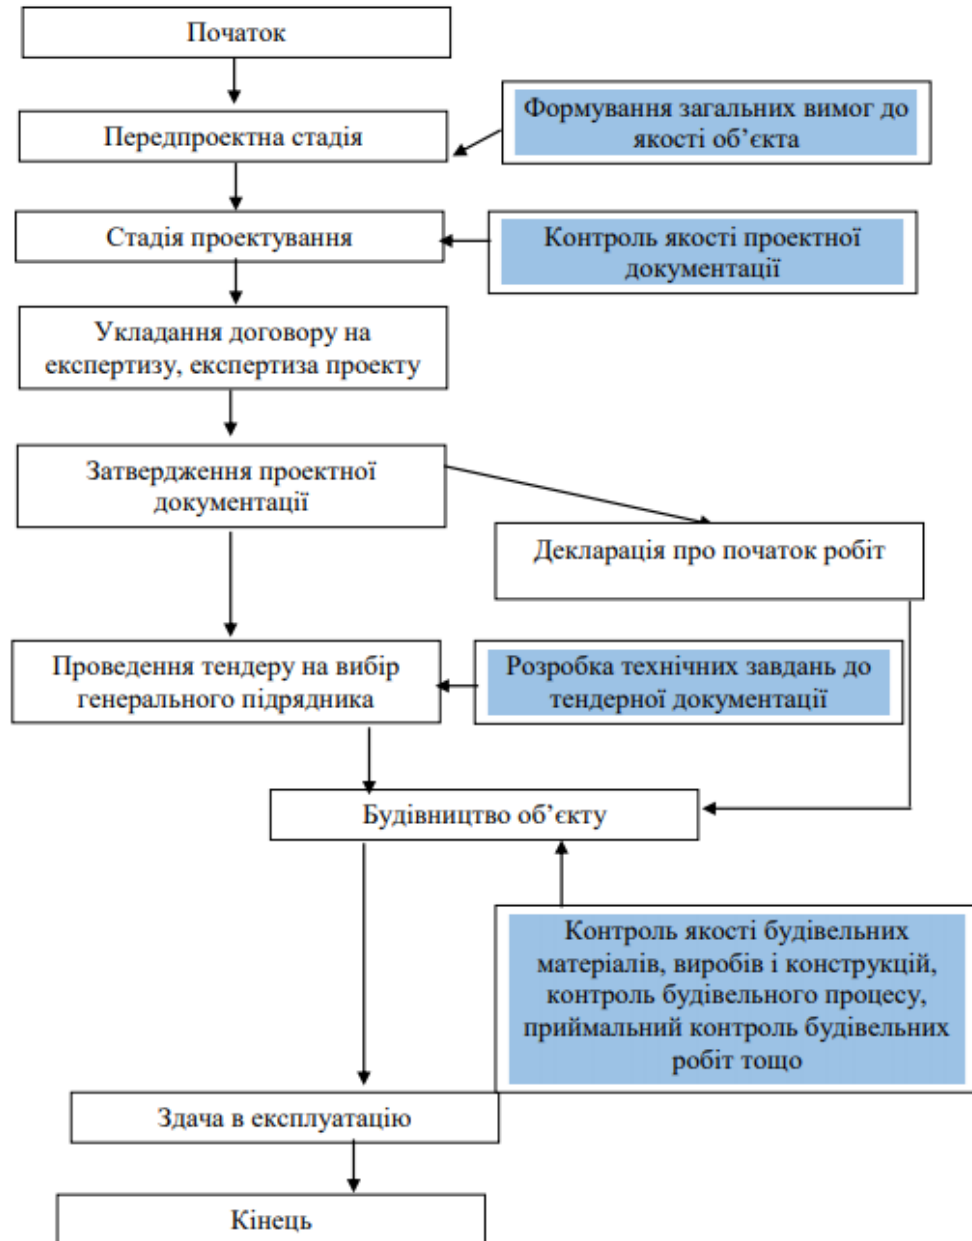 Початок
Передпроектна стадія
Формування загальних вимог до
якості об’єкта
Стадія проектування
Контроль якості проектної
документації
Укладання договору на
експертизу, експертиза проекту
Затвердження проектної
документації
Декларація про початок робіт
Проведення тендеру на вибір
генерального підрядника
Розробка технічних завдань до
тендерної документації
Будівництво об’єкту
Контроль якості будівельних
матеріалів, виробів і конструкцій,
контроль будівельного процесу,
приймальний контроль будівельних
робіт тощо
Здача в експлуатацію
Кінець